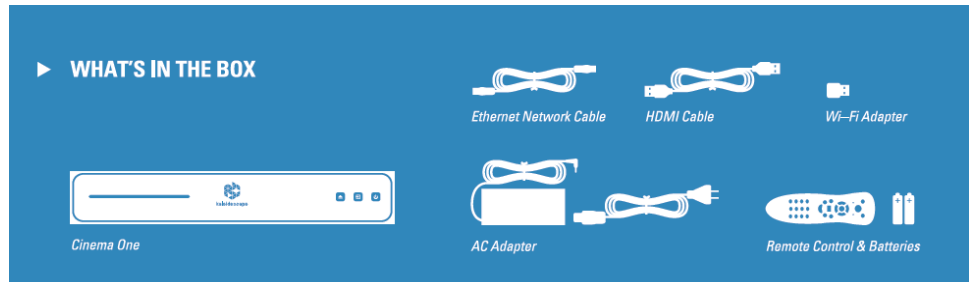 WHAT'S IN THE BOX
Ethernet Network Cable
HDMI Cable
Wi–Fi Adapter
kaleidescape
Cinema One
AC Adapter
Remote Control & Batteries